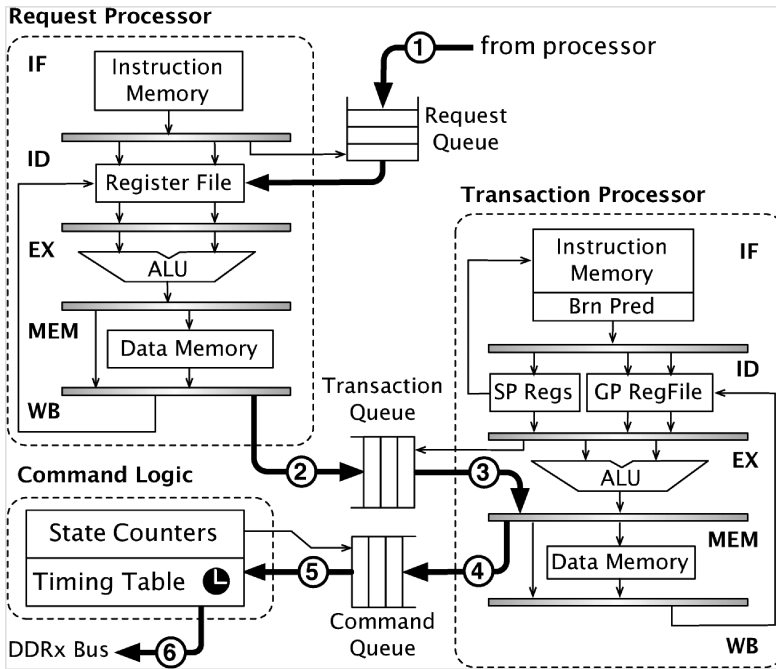 Request Processor
1
from processor
IF
Instruction
Memory
Request
Queue
ID
Register File
Transaction Processor
EX
ALU
Instruction
Memory
IF
Brn Pred
MEM
Data Memory
ID
SP Regs
GP RegFile
WB
Transaction
Queue
2
3
EX
ALU
Command Logic
State Counters
MEM
Timing Table
5
4
Data Memory
Command
Queue
DDRx Bus
6
WB